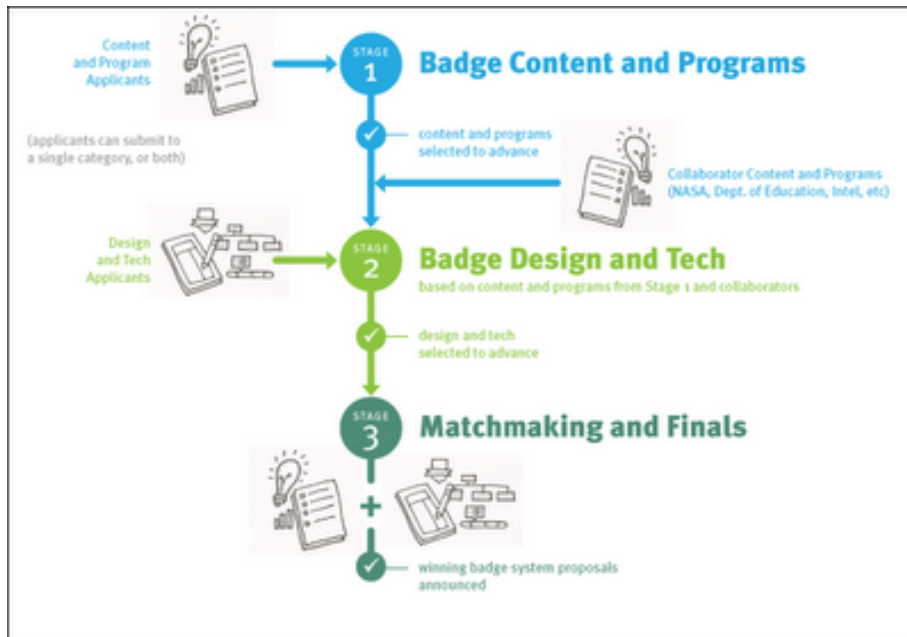 Content
and Program
Applicants
STAGE
1
Badge Content and Programs
(applicants can submit to
a single category, or both)
content and programs
selected to advance
Collaborator Content and Programs
(NASA, Dept. of Education, Intel, etc)
Design
and Tech
Applicants
STAGE
2
Badge Design and Tech
based on content and programs from Stage 1 and collaborators
design and tech
selected to advance
STAGE
3
Matchmaking and Finals
+
winning badge system proposals
announced